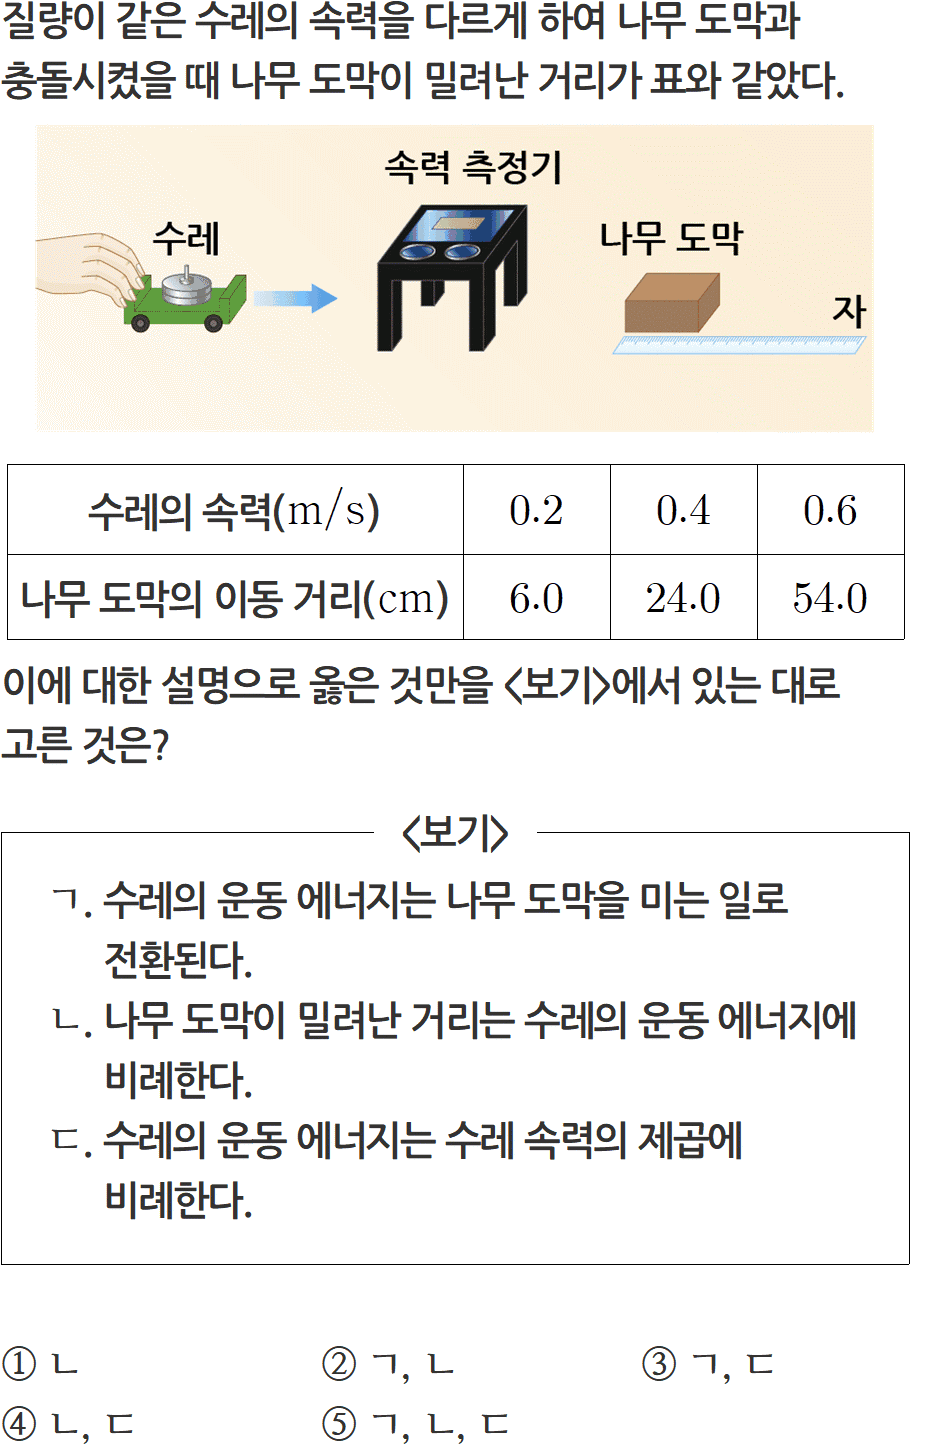 질량이 같은 수레의 속력을 다르게 하여 나무 도막과
충돌시켰을 때 나무 도막이 밀려난 거리가 표와 같았다.
속력 측정기
수레
나무 도막
자
수레의 속력(m/s) 0.2 0.4 0.6
나무 도막의 이동 거리(cm) 6.0 24.0 54.0
이에 대한 설명으로 옳은 것만을 <보기>에서 있는 대로
고른 것은?
<보기>
ㄱ. 수레의 운동 에너지는 나무 도막을 미는 일로
전환된다.
ㄴ. 나무 도막이 밀려난 거리는 수레의 운동 에너지에
비례한다.
ㄷ. 수레의 운동 에너지는 수레 속력의 제곱에
비례한다.
① ㄴ ② ㄱ, ㄴ ③ ㄱ, ㄷ
④ ㄴ, ㄷ ⑤ ㄱ, ㄴ, ㄷ